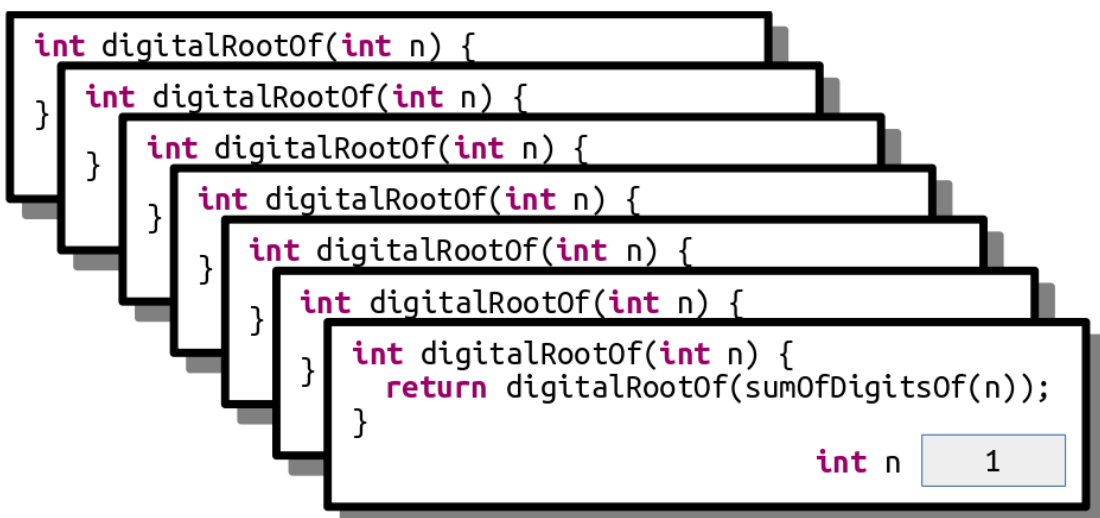 int digitalRootOf(int n) {
int digitalRootOf(int n) {
}
int digitalRootOf(int n) {
}
int digitalRootOf(int n) {
}
int digitalRootOf(int n) {
}
int digitalRootOf(int n) {
}
int digitalRootOf(int n) {
}
return digitalRootOf(sumOfDigitsOf(n));
}
int n 1